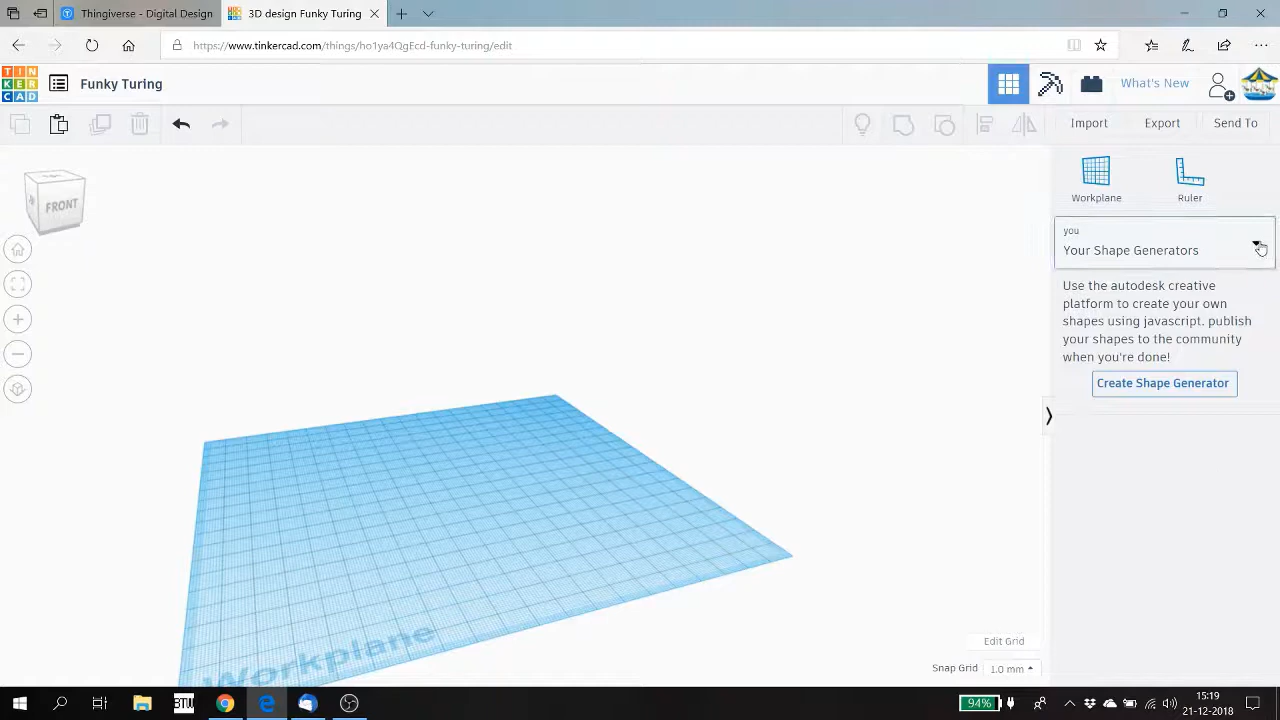 Thingiverse - Digital Design
3D design Funky Turing
https://www.tinkercad.com/things/ho1ya4QgEcd-funky-turing/edit
TIN
KER
CAD
Funky Turing
What's New
Import
Export
Send To
FRONT
Workplane
Ruler
you
Your Shape Generators
Use the autodesk creative
platform to create your own
shapes using javascript. publish
your shapes to the community
when you're done!
Create Shape Generator
Workplane
Edit Grid
Snap Grid
1.0 mm
BTW
94%
15:19
21-12-2018